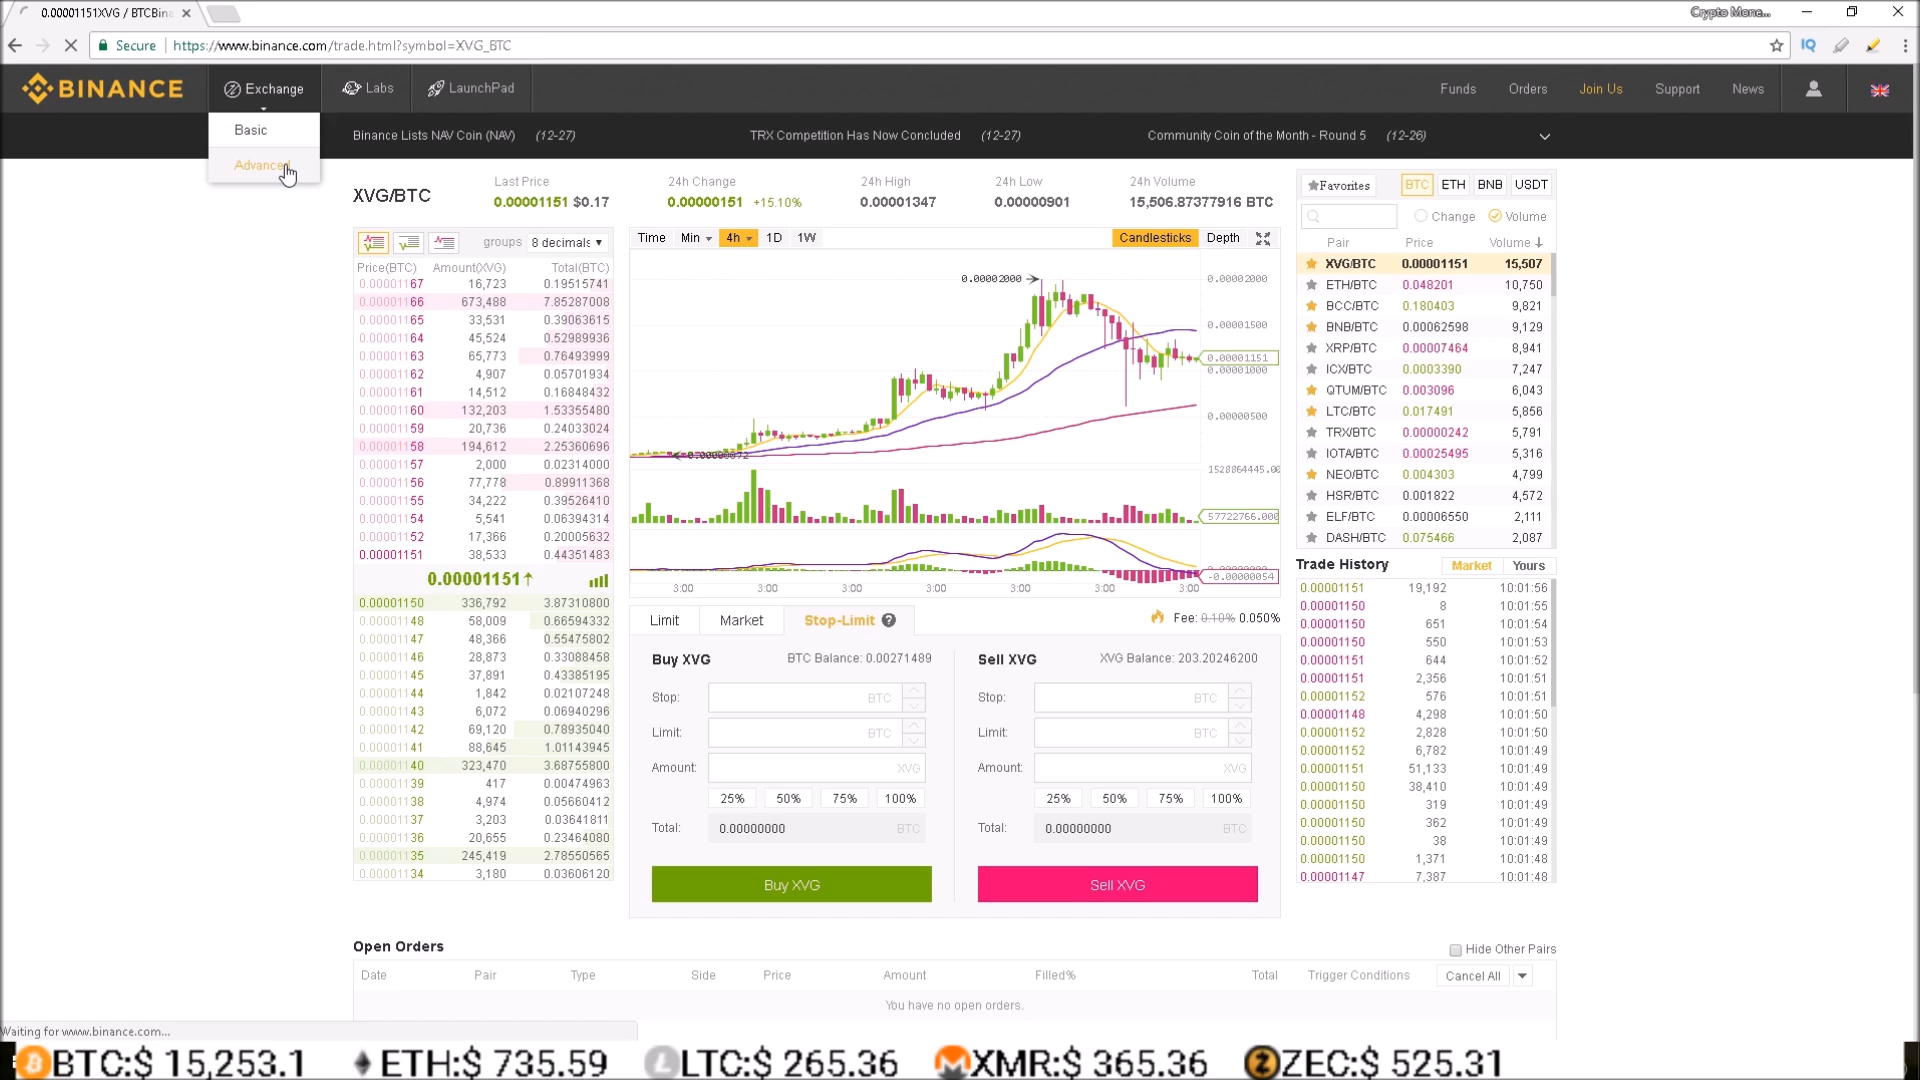 0.00001151XVG / BTCBina
Crypto Mone...
Secure https://www.binance.com/trade.html?symbol=XVG_BTC
BINANCE Exchange Labs LaunchPad Funds Orders Join Us Support News
Basic
Advanced
Binance Lists NAV Coin (NAV) (12-27) TRX Competition Has Now Concluded (12-27) Community Coin of the Month - Round 5 (12-26)
XVG/BTC
Last Price 24h Change 24h High 24h Low 24h Volume
0.00001151 $0.17 0.00000151 +15.10% 0.00001347 0.00000901 15,506.87377916 BTC
groups 8 decimals
Price(BTC) Amount(XVG) Total(BTC)
0.00001167 16,723 0.19515741
0.00001166 673,488 7.85287008
0.00001165 33,531 0.39063615
0.00001164 45,524 0.52989936
0.00001163 65,773 0.76493999
0.00001162 4,907 0.05701934
0.00001161 14,512 0.16848432
0.00001160 132,203 1.53355480
0.00001159 20,736 0.24033024
0.00001158 194,612 2.25360696
0.00001157 2,000 0.02314000
0.00001156 77,778 0.89911368
0.00001155 34,222 0.39526410
0.00001154 5,541 0.06394314
0.00001152 17,366 0.20005632
0.00001151 38,533 0.44351483
0.00001151↑
0.00001150 336,792 3.87310800
0.00001148 58,009 0.66594332
0.00001147 48,366 0.55475802
0.00001146 28,873 0.33088458
0.00001145 37,891 0.43385195
0.00001144 1,842 0.02107248
0.00001143 6,072 0.06940296
0.00001142 69,120 0.78935040
0.00001141 88,645 1.01143945
0.00001140 323,470 3.68755800
0.00001139 417 0.00474963
0.00001138 4,974 0.05660412
0.00001137 3,203 0.03641811
0.00001136 20,655 0.23464080
0.00001135 245,419 2.78550565
0.00001134 3,180 0.03606120
Time Min 4h 1D 1W Candlesticks Depth
0.00002000
0.00002000
0.00001500
0.00001151
0.00001000
0.00000500
0.00000072
1528864445.00
57722766.000
-0.00000054
3:00 3:00 3:00 3:00 3:00 3:00 3:00
Limit Market Stop-Limit ? Fee: 0.10% 0.050%
Buy XVG BTC Balance: 0.00271489
Stop: BTC
Limit: BTC
Amount: XVG
25% 50% 75% 100%
Total: 0.00000000 BTC
Buy XVG
Sell XVG XVG Balance: 203.20246200
Stop: BTC
Limit: BTC
Amount: XVG
25% 50% 75% 100%
Total: 0.00000000 BTC
Sell XVG
Favorites BTC ETH BNB USDT
Change Volume
Pair Price Volume
XVG/BTC 0.00001151 15,507
ETH/BTC 0.048201 10,750
BCC/BTC 0.180403 9,821
BNB/BTC 0.00062598 9,129
XRP/BTC 0.00007464 8,941
ICX/BTC 0.0003390 7,247
QTUM/BTC 0.003096 6,043
LTC/BTC 0.017491 5,856
TRX/BTC 0.00000242 5,791
IOTA/BTC 0.00025495 5,316
NEO/BTC 0.004303 4,799
HSR/BTC 0.001822 4,572
ELF/BTC 0.00006550 2,111
DASH/BTC 0.075466 2,087
Trade History Market Yours
0.00001151 19,192 10:01:56
0.00001150 8 10:01:55
0.00001150 651 10:01:54
0.00001150 550 10:01:53
0.00001151 644 10:01:52
0.00001151 2,356 10:01:51
0.00001152 576 10:01:51
0.00001148 4,298 10:01:50
0.00001152 2,828 10:01:50
0.00001152 6,782 10:01:49
0.00001151 51,133 10:01:49
0.00001150 38,410 10:01:49
0.00001150 319 10:01:49
0.00001150 362 10:01:49
0.00001150 38 10:01:49
0.00001150 1,371 10:01:48
0.00001147 7,387 10:01:48
Open Orders Hide Other Pairs
Date Pair Type Side Price Amount Filled% Total Trigger Conditions Cancel All
You have no open orders.
Waiting for www.binance.com...
BTC:$ 15,253.1 ETH:$ 735.59 LTC:$ 265.36 XMR:$ 365.36 ZEC:$ 525.31